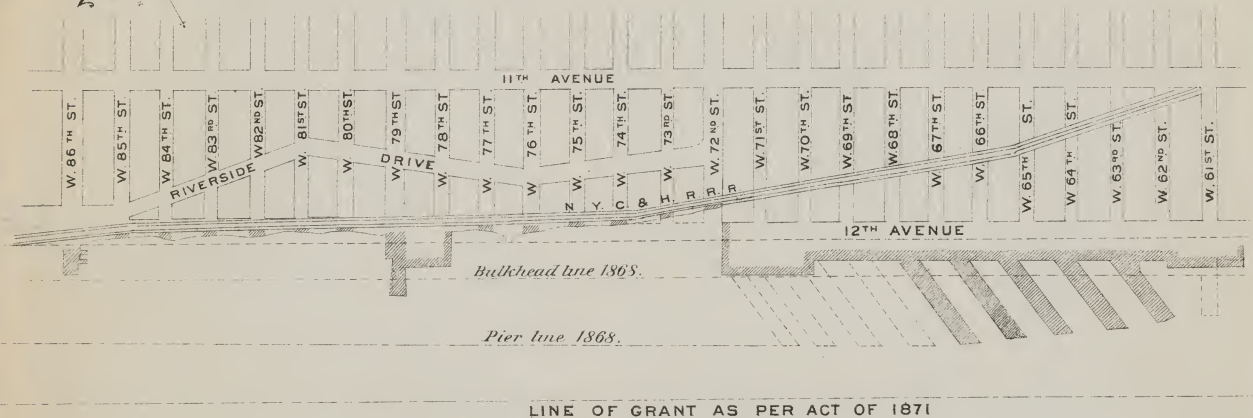 11TH AVENUE
W. 86TH ST.
W. 85TH ST.
W. 84TH ST.
W. 83RD ST.
W. 82ND ST.
W. 81ST ST.
W. 80TH ST.
W. 79TH ST.
W. 78TH ST.
W. 77TH ST.
W. 76TH ST.
W. 75TH ST.
W. 74TH ST.
W. 73RD ST.
W. 72ND ST.
W. 71ST ST.
W. 70TH ST.
W. 69TH ST.
W. 68TH ST.
W. 67TH ST.
W. 66TH ST.
W. 65TH ST.
W. 64TH ST.
W. 63RD ST.
W. 62ND ST.
W. 61ST ST.
RIVERSIDE DRIVE
N. Y. C & H. R. R. R
12TH AVENUE
Bulkhead line 1868.
Pier line 1868.
LINE OF GRANT AS PER ACT OF 1871